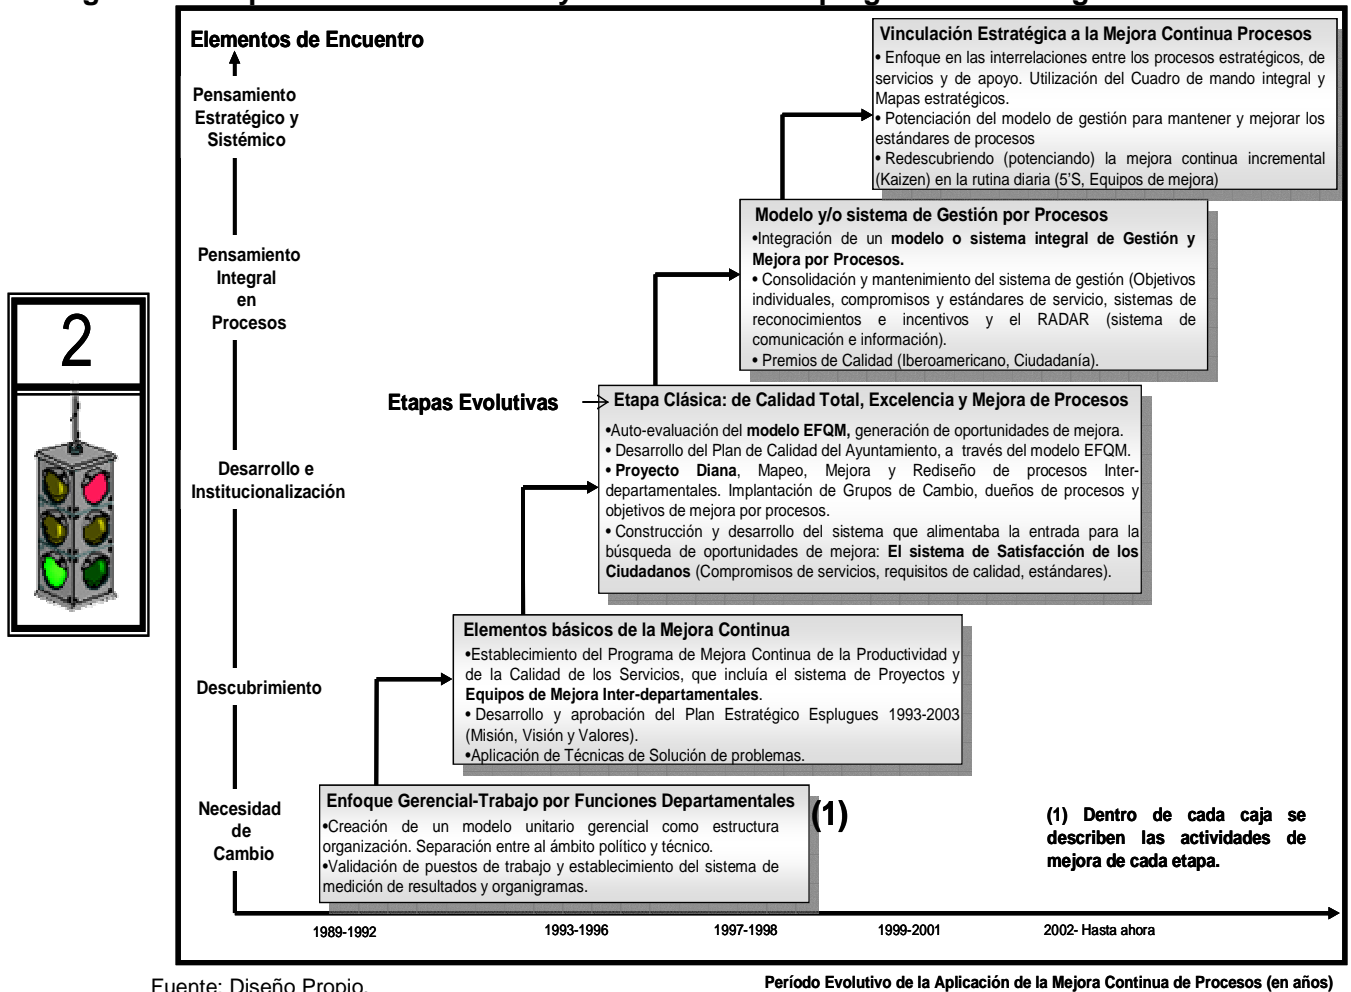 Elementos de Encuentro
Pensamiento
Estratégico y
Sistémico
Pensamiento
Integral
en
Procesos
Desarrollo e
Institucionalización
Descubrimiento
Necesidad
de
Cambio
2
Etapas Evolutivas
Vinculación Estratégica a la Mejora Continua Procesos
• Enfoque en las interrelaciones entre los procesos estratégicos, de
servicios y de apoyo. Utilización del Cuadro de mando integral y
Mapas estratégicos.
• Potenciación del modelo de gestión para mantener y mejorar los
estándares de procesos
• Redescubriendo (potenciando) la mejora continua incremental
(Kaizen) en la rutina diaria (5'S, Equipos de mejora)
Modelo y/o sistema de Gestión por Procesos
•Integración de un modelo o sistema integral de Gestión y
Mejora por Procesos.
• Consolidación y mantenimiento del sistema de gestión (Objetivos
individuales, compromisos y estándares de servicio, sistemas de
reconocimientos e incentivos y el RADAR (sistema de
comunicación e información).
• Premios de Calidad (Iberoamericano, Ciudadanía).
Etapa Clásica: de Calidad Total, Excelencia y Mejora de Procesos
•Auto-evaluación del modelo EFQM, generación de oportunidades de mejora.
• Desarrollo del Plan de Calidad del Ayuntamiento, a través del modelo EFQM.
• Proyecto Diana, Mapeo, Mejora y Rediseño de procesos Inter-
departamentales. Implantación de Grupos de Cambio, dueños de procesos y
objetivos de mejora por procesos.
• Construcción y desarrollo del sistema que alimentaba la entrada para la
búsqueda de oportunidades de mejora: El sistema de Satisfacción de los
Ciudadanos (Compromisos de servicios, requisitos de calidad, estándares).
Elementos básicos de la Mejora Continua
•Establecimiento del Programa de Mejora Continua de la Productividad y
de la Calidad de los Servicios, que incluía el sistema de Proyectos y
Equipos de Mejora Inter-departamentales.
• Desarrollo y aprobación del Plan Estratégico Esplugues 1993-2003
(Misión, Visión y Valores).
•Aplicación de Técnicas de Solución de problemas.
Enfoque Gerencial-Trabajo por Funciones Departamentales
•Creación de un modelo unitario gerencial como estructura
organización. Separación entre al ámbito político y técnico.
•Validación de puestos de trabajo y establecimiento del sistema de
medición de resultados y organigramas.
(1)
(1) Dentro de cada caja se
describen las actividades de
mejora de cada etapa.
1989-1992
1993-1996
1997-1998
1999-2001
2002- Hasta ahora
Período Evolutivo de la Aplicación de la Mejora Continua de Procesos (en años)
Fuente: Diseño Propio.